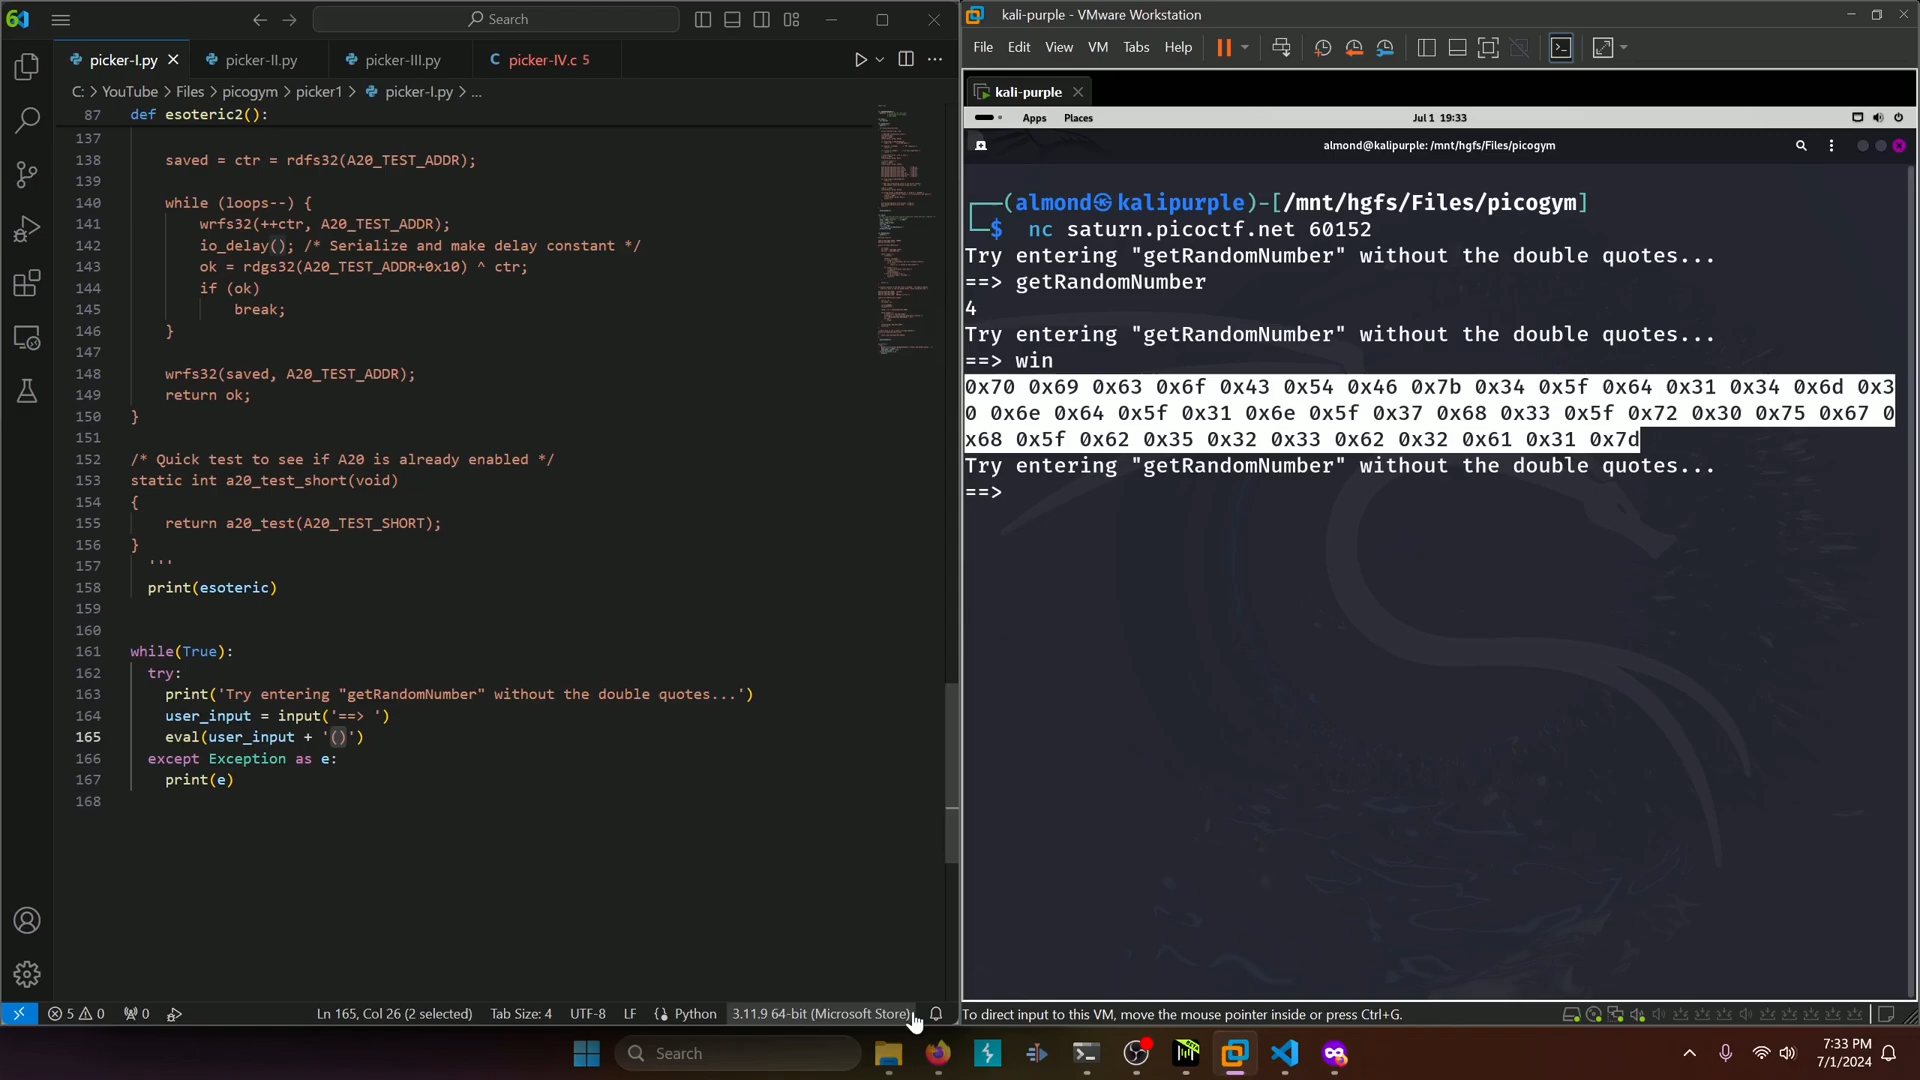 Search
picker-I.py
picker-II.py
picker-III.py
C picker-IV.c 5
C: > YouTube > Files > picogym > picker1 > picker-I.py > ...
87 def esoteric2():
137
138 saved = ctr = rdfs32(A20_TEST_ADDR);
139
140 while (loops--) {
141 wrfs32(++ctr, A20_TEST_ADDR);
142 io_delay(); /* Serialize and make delay constant */
143 ok = rdgs32(A20_TEST_ADDR+0x10) ^ ctr;
144 if (ok)
145 break;
146 }
147
148 wrfs32(saved, A20_TEST_ADDR);
149 return ok;
150 }
151
152 /* Quick test to see if A20 is already enabled */
153 static int a20_test_short(void)
154 {
155 return a20_test(A20_TEST_SHORT);
156 }
157 '''
158 print(esoteric)
159
160
161 while(True):
162 try:
163 print('Try entering "getRandomNumber" without the double quotes...')
164 user_input = input('==> ')
165 eval(user_input + '()')
166 except Exception as e:
167 print(e)
168
5 0 0 Ln 165, Col 26 (2 selected) Tab Size: 4 UTF-8 LF Python 3.11.9 64-bit (Microsoft Store)
kali-purple - VMware Workstation
File Edit View VM Tabs Help
kali-purple
Apps Places Jul 1 19:33
almond@kalipurple: /mnt/hgfs/Files/picogym
┌──(almond㉿kalipurple)-[/mnt/hgfs/Files/picogym]
└─$ nc saturn.picoctf.net 60152
Try entering "getRandomNumber" without the double quotes...
==> getRandomNumber
4
Try entering "getRandomNumber" without the double quotes...
==> win
0x70 0x69 0x63 0x6f 0x43 0x54 0x46 0x7b 0x34 0x5f 0x64 0x31 0x34 0x6d 0x3
0 0x6e 0x64 0x5f 0x31 0x6e 0x5f 0x37 0x68 0x33 0x5f 0x72 0x30 0x75 0x67 0
x68 0x5f 0x62 0x35 0x32 0x33 0x62 0x32 0x61 0x31 0x7d
Try entering "getRandomNumber" without the double quotes...
==>
To direct input to this VM, move the mouse pointer inside or press Ctrl+G.
Search
7:33 PM
7/1/2024